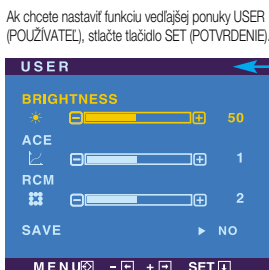 Ak chcete nastaviť funkciu vedľajšej ponuky USER
(POUŽÍVATEĽ), stlačte tlačidlo SET (POTVRDENIE).
USER
BRIGHTNESS
50
ACE
1
RCM
2
SAVE ▶ NO
MENU - + SET